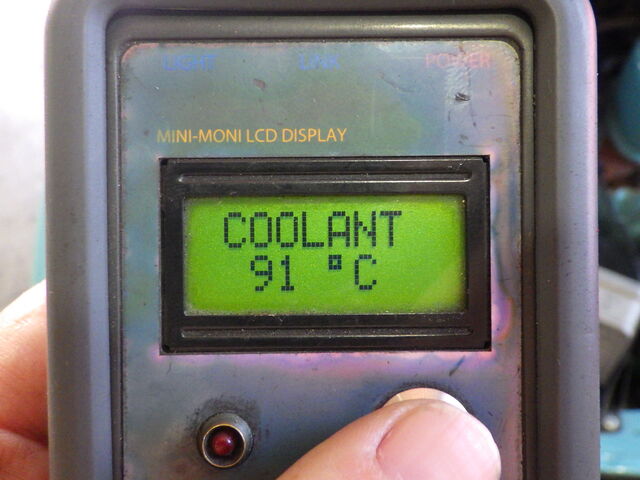 LIGHT LINK POWER
MINI-MONI LCD DISPLAY
COOLANT
91 °C